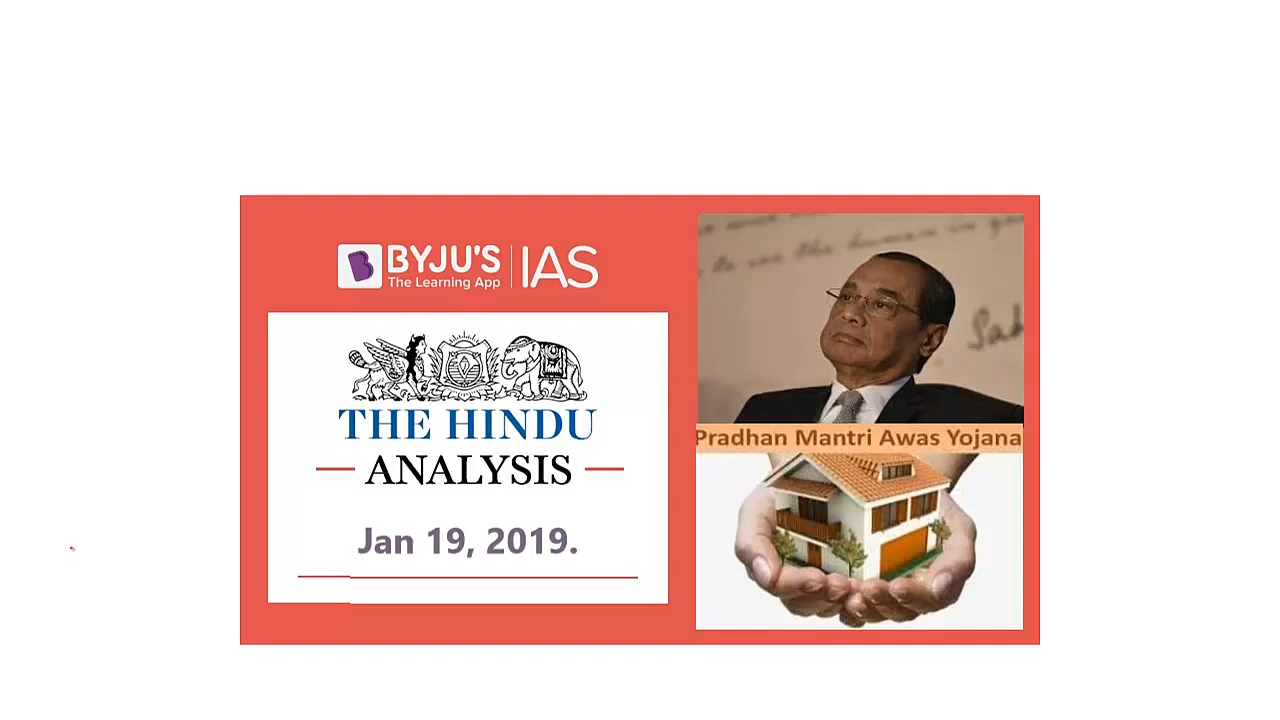 BYJU'S
The Learning App
IAS
THE HINDU
ANALYSIS
Jan 19, 2019.
Pradhan Mantri Awas Yojana